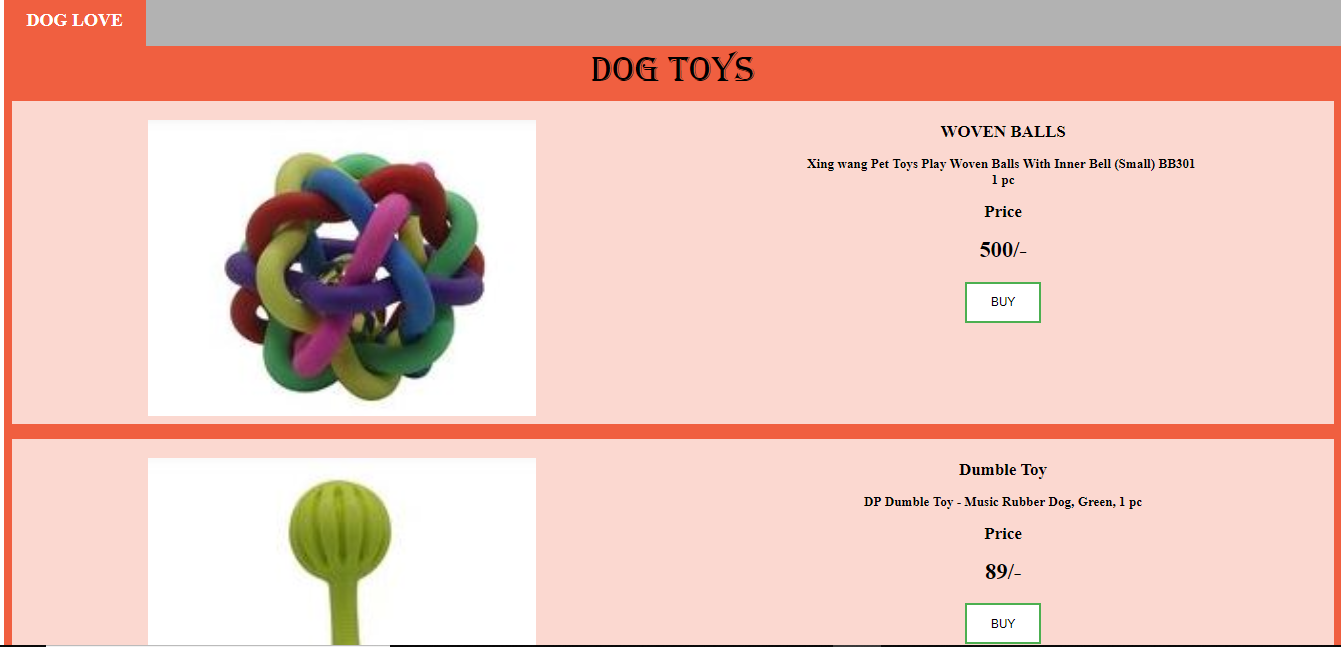 DOG LOVE
DOG TOYS
WOVEN BALLS
Xing wang Pet Toys Play Woven Balls With Inner Bell (Small) BB301
1 pc
Price
500/-
BUY
Dumble Toy
DP Dumble Toy - Music Rubber Dog, Green, 1 pc
Price
89/-
BUY